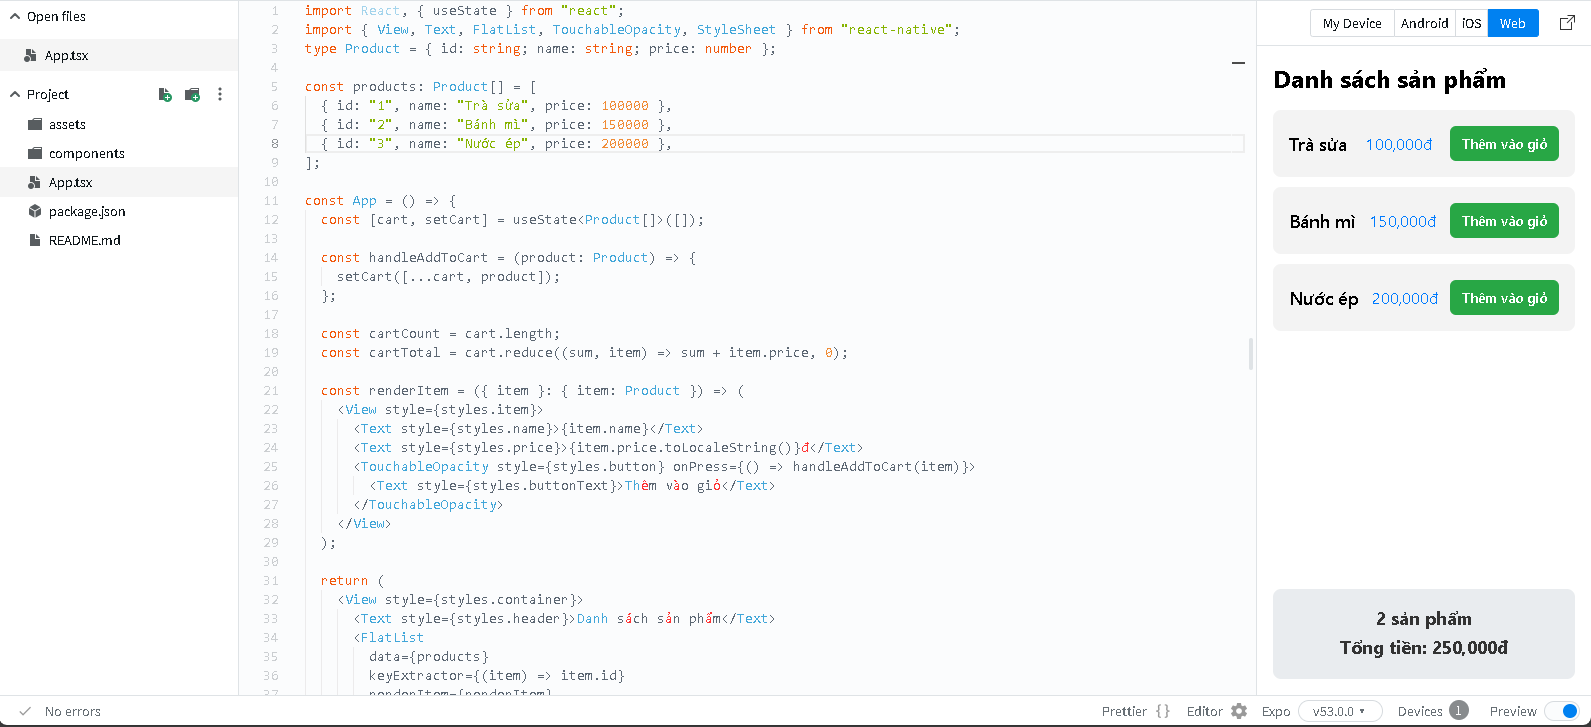 Open files
App.tsx
Project
assets
components
App.tsx
package.json
README.md
1 import React, { useState } from "react";
2 import { View, Text, FlatList, TouchableOpacity, StyleSheet } from "react-native";
3 type Product = { id: string; name: string; price: number };
4
5 const products: Product[] = [
6 { id: "1", name: "Trà sữa", price: 100000 },
7 { id: "2", name: "Bánh mì", price: 150000 },
8 { id: "3", name: "Nước ép", price: 200000 },
9 ];
10
11 const App = () => {
12 const [cart, setCart] = useState<Product[]>([]);
13
14 const handleAddToCart = (product: Product) => {
15 setCart([...cart, product]);
16 };
17
18 const cartCount = cart.length;
19 const cartTotal = cart.reduce((sum, item) => sum + item.price, 0);
20
21 const renderItem = ({ item }: { item: Product }) => (
22 <View style={styles.item}>
23 <Text style={styles.name}>{item.name}</Text>
24 <Text style={styles.price}>{item.price.toLocaleString()}đ</Text>
25 <TouchableOpacity style={styles.button} onPress={() => handleAddToCart(item)}>
26 <Text style={styles.buttonText}>Thêm vào giỏ</Text>
27 </TouchableOpacity>
28 </View>
29 );
30
31 return (
32 <View style={styles.container}>
33 <Text style={styles.header}>Danh sách sản phẩm</Text>
34 <FlatList
35 data={products}
36 keyExtractor={(item) => item.id}
37 renderItem={renderItem}
My Device Android iOS Web
Danh sách sản phẩm
Trà sữa 100,000đ Thêm vào giỏ
Bánh mì 150,000đ Thêm vào giỏ
Nước ép 200,000đ Thêm vào giỏ
2 sản phẩm
Tổng tiền: 250,000đ
No errors
Prettier {} Editor Expo v53.0.0 Devices 1 Preview